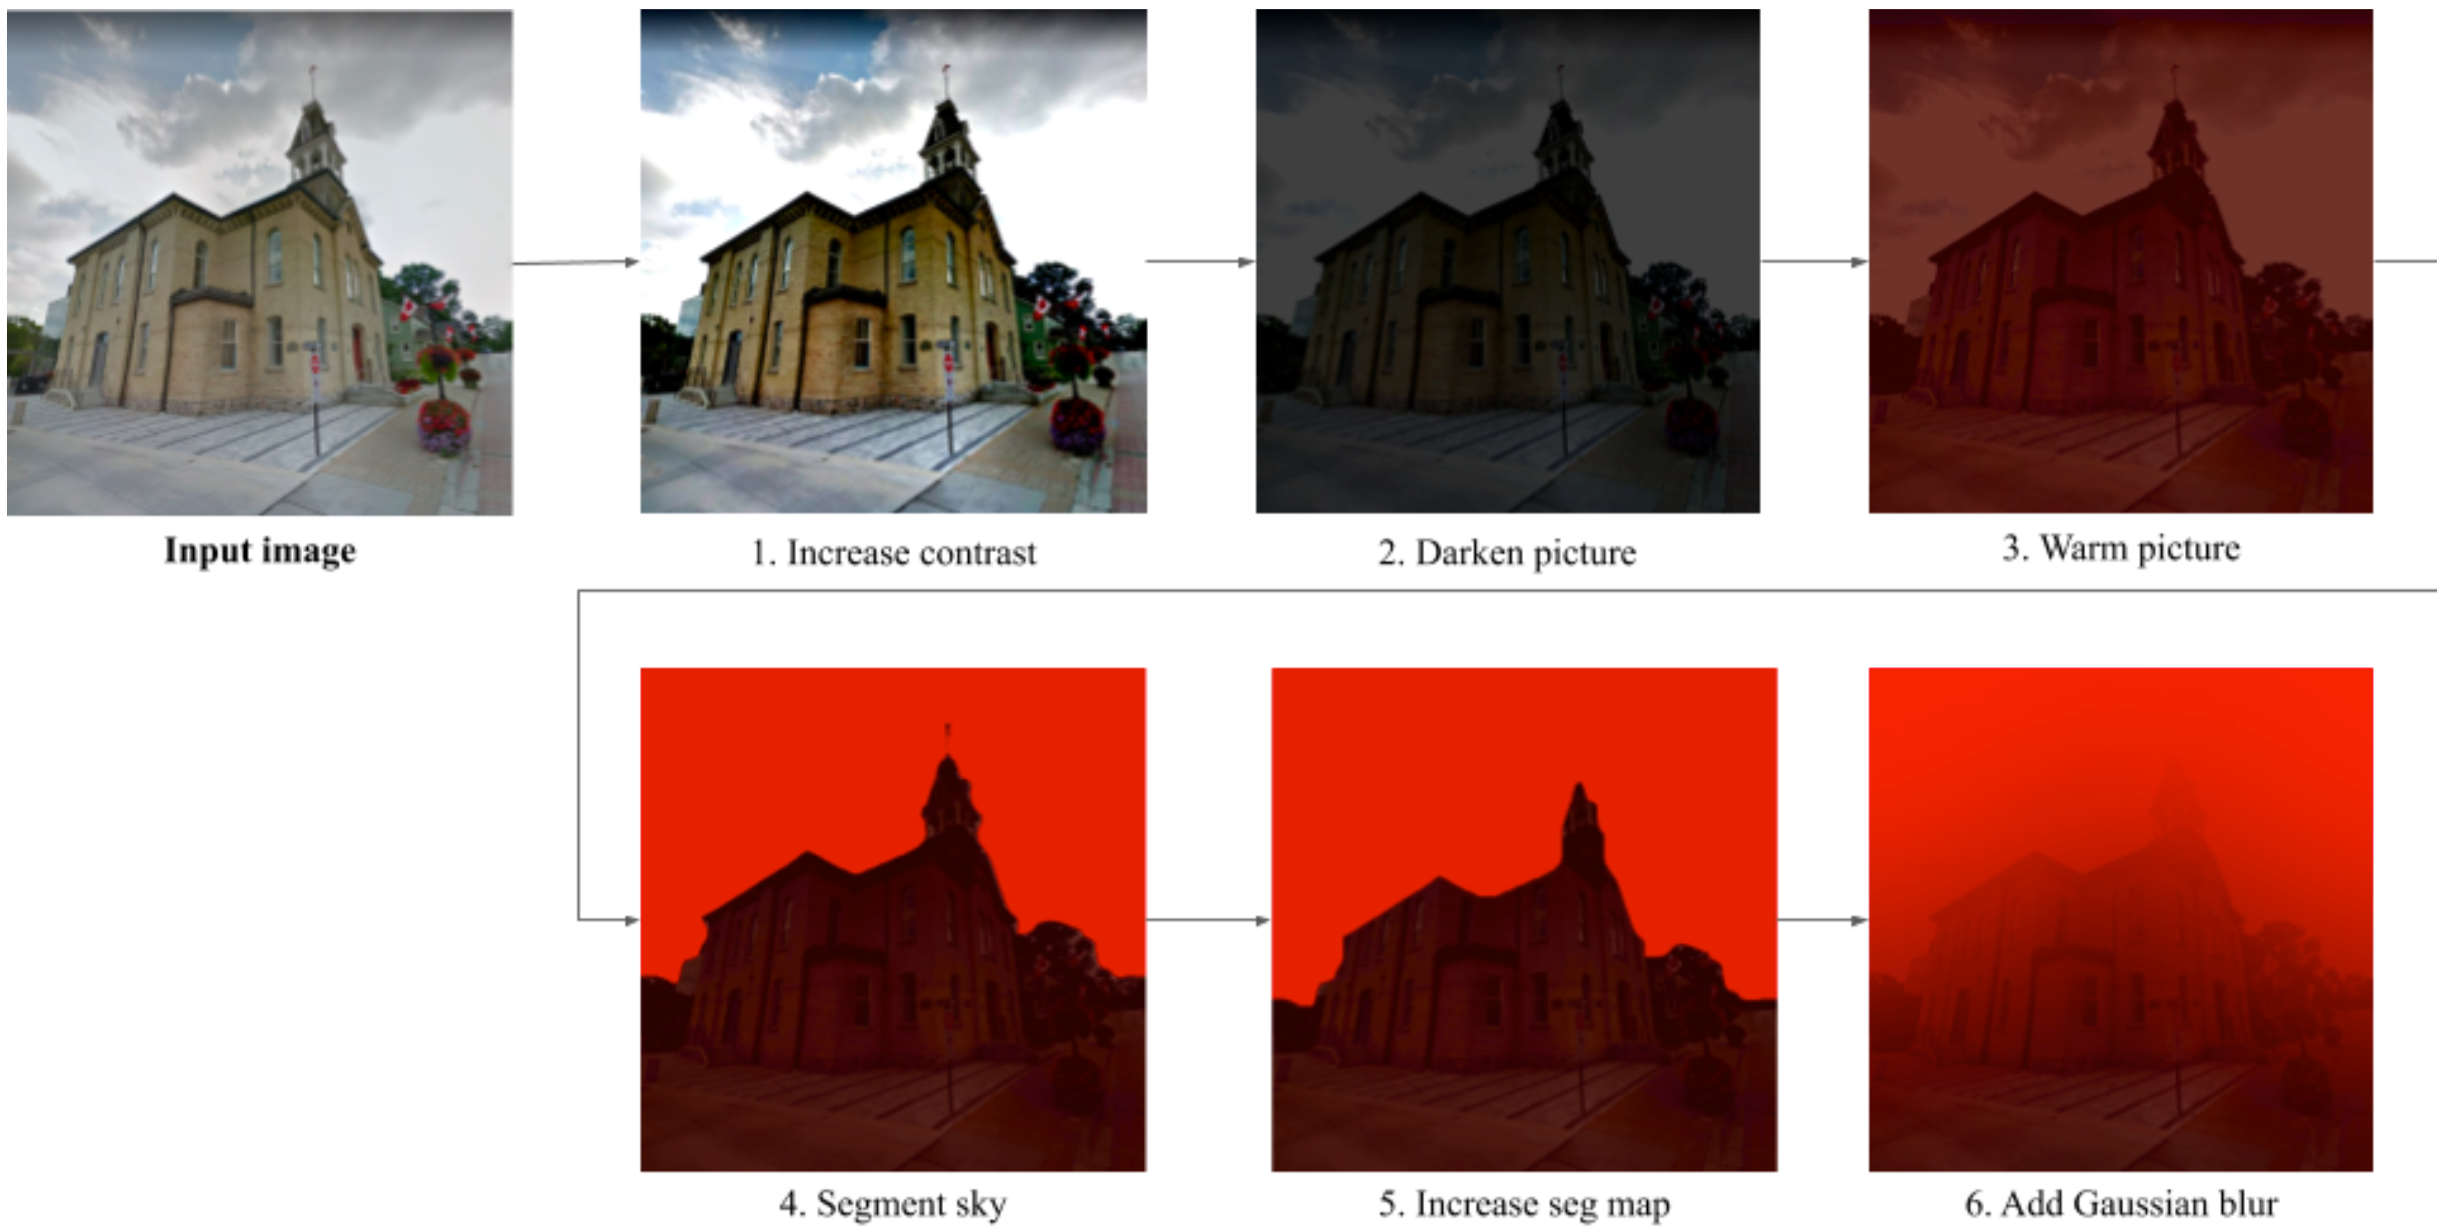 Input image
1. Increase contrast
2. Darken picture
3. Warm picture
4. Segment sky
5. Increase seg map
6. Add Gaussian blur